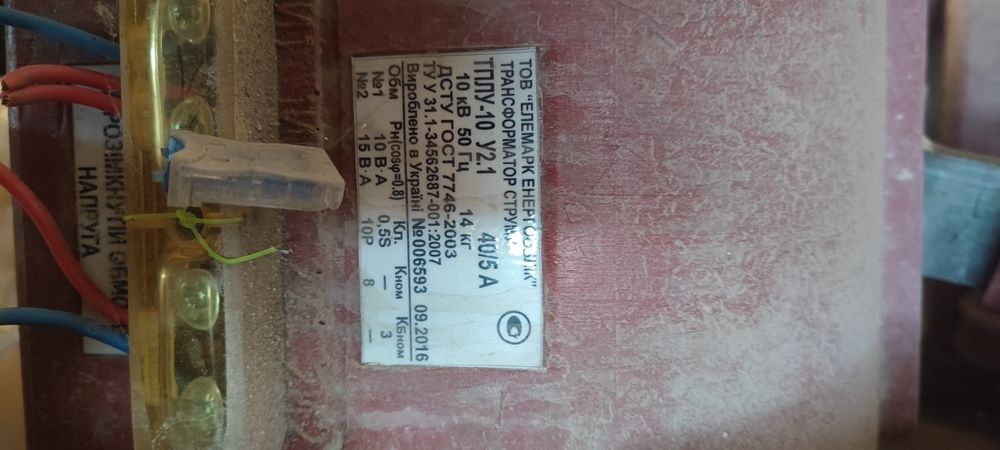 ТОВ "ЕЛЕМАРК ЕНЕРГООБЛІК"
ТРАНСФОРМАТОР СТРУМУ
ТПЛУ-10 У2.1 40/5 А
10 кВ 50 Гц 14 кг
ДСТУ ГОСТ 7746-2003
ТУ У 31.1-34562687-001:2007
Вироблено в Україні №006593 09.2016
Обм Рн(cosφ=0.8) Кл. Кном КБном
№1 10 В·А 0,5S — 3
№2 15 В·А 10Р 8 —
РОЗІМКНУТІЙ
НАПРУГА